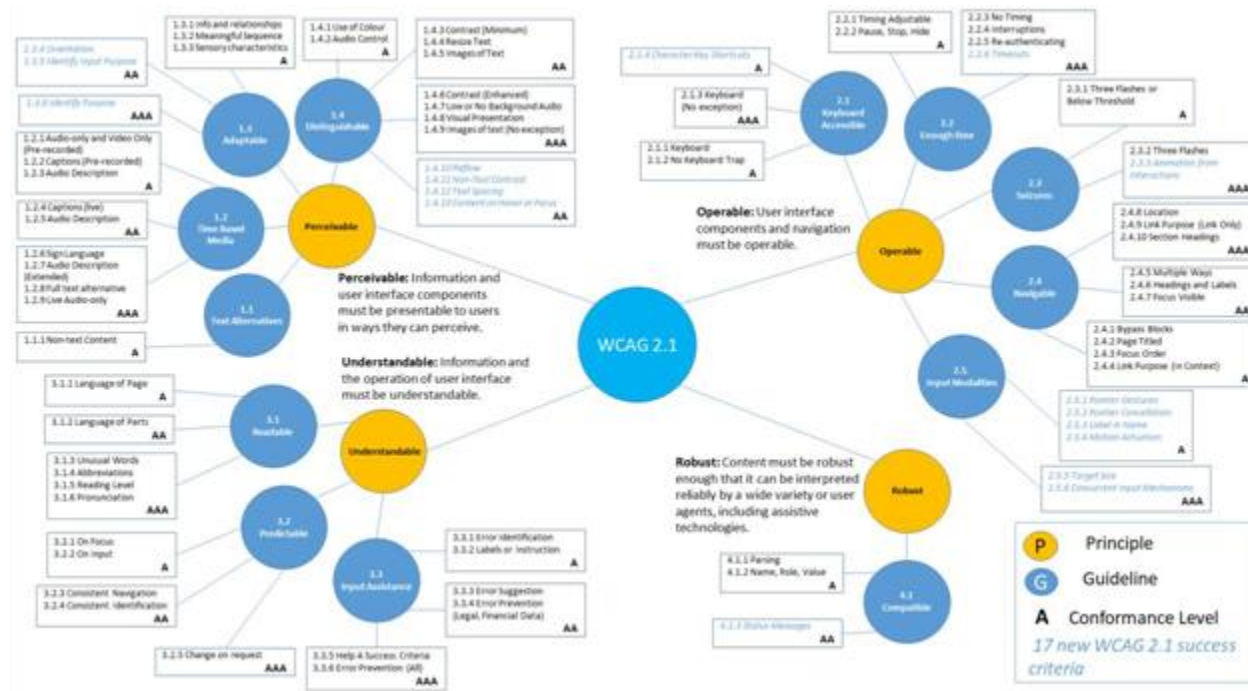 1.3.4 Orientation
1.3.5 Identify Input Purpose
AA
1.3.1 Info and relationships
1.3.2 Meaningful Sequence
1.3.3 Sensory characteristics
A
1.4.1 Use of Colour
1.4.2 Audio Control
A
1.4.3 Contrast (Minimum)
1.4.4 Resize Text
1.4.5 Images of Text
AA
1.3.6 Identify Purpose
AAA
1.3
Adaptable
1.4
Distinguishable
1.4.6 Contrast (Enhanced)
1.4.7 Low or No Background Audio
1.4.8 Visual Presentation
1.4.9 Images of text (No exception)
AAA
1.2.1 Audio-only and Video Only
(Pre-recorded)
1.2.2 Captions (Pre-recorded)
1.2.3 Audio Description
A
1.4.10 Reflow
1.4.11 Non-Text Contrast
1.4.12 Text Spacing
1.4.13 Content on Hover or Focus
AA
1.2.4 Captions (live)
1.2.5 Audio Description
AA
1.2
Time Based
Media
Perceivable
1.2.6 Sign Language
1.2.7 Audio Description
(Extended)
1.2.8 Full text alternative
1.2.9 Live Audio-only
AAA
1.1
Text Alternatives
1.1.1 Non-text Content
A
Perceivable: Information and
user interface components
must be presentable to users
in ways they can perceive.
2.1.4 Character Key Shortcuts
A
2.2.1 Timing Adjustable
2.2.2 Pause, Stop, Hide
A
2.2.3 No Timing
2.2.4 Interruptions
2.2.5 Re-authenticating
2.2.6 Timeouts
AAA
2.1.3 Keyboard
(No exception)
AAA
2.1
Keyboard
Accessible
2.2
Enough time
2.3.1 Three Flashes or
Below Threshold
A
2.1.1 Keyboard
2.1.2 No Keyboard Trap
A
2.3
Seizures
2.3.2 Three Flashes
2.3.3 Animation from
Interactions
AAA
Operable: User interface
components and navigation
must be operable.
Operable
2.4.8 Location
2.4.9 Link Purpose (Link Only)
2.4.10 Section Headings
AAA
2.4
Navigable
2.4.5 Multiple Ways
2.4.6 Headings and Labels
2.4.7 Focus Visible
AA
2.4.1 Bypass Blocks
2.4.2 Page Titled
2.4.3 Focus Order
2.4.4 Link Purpose (in Context)
A
2.5
Input Modalities
2.5.1 Pointer Gestures
2.5.2 Pointer Cancellation
2.5.3 Label in Name
2.5.4 Motion Actuation
A
2.5.5 Target Size
2.5.6 Concurrent Input Mechanisms
AAA
WCAG 2.1
Understandable: Information and
the operation of user interface
must be understandable.
3.1.1 Language of Page
A
3.1.2 Language of Parts
AA
3.1
Readable
Understandable
3.1.3 Unusual Words
3.1.4 Abbreviations
3.1.5 Reading Level
3.1.6 Pronunciation
AAA
3.2
Predictable
3.2.1 On Focus
3.2.2 On Input
A
3.2.3 Consistent Navigation
3.2.4 Consistent Identification
AA
3.2.5 Change on request
AAA
3.3
Input Assistance
3.3.1 Error Identification
3.3.2 Labels or Instruction
A
3.3.3 Error Suggestion
3.3.4 Error Prevention
(Legal, Financial Data)
AA
3.3.5 Help A Success Criteria
3.3.6 Error Prevention (All)
AAA
Robust: Content must be robust
enough that it can be interpreted
reliably by a wide variety or user
agents, including assistive
technologies.
Robust
4.1.1 Parsing
4.1.2 Name, Role, Value
A
4.1
Compatible
4.1.3 Status Messages
AA
P Principle
G Guideline
A Conformance Level
17 new WCAG 2.1 success
criteria